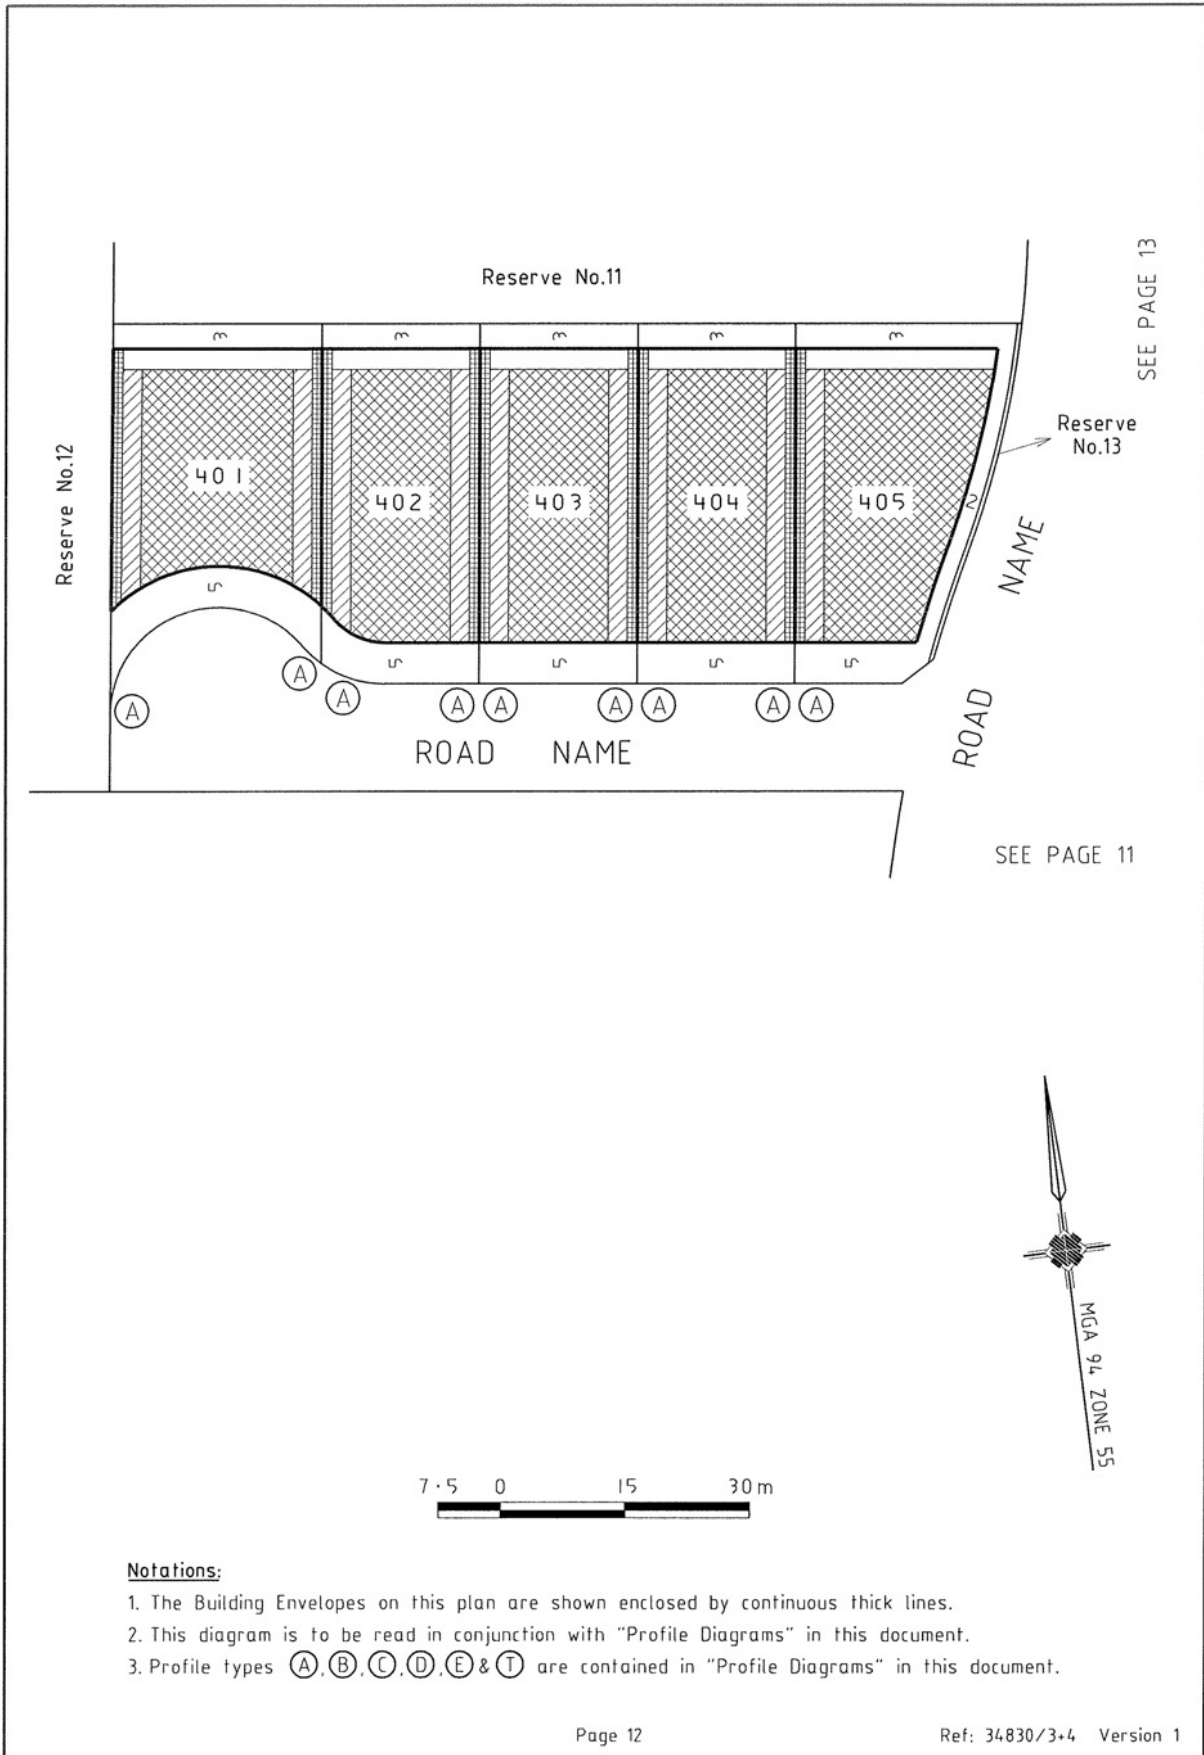 Reserve No.11
SEE PAGE 13
3 3 3 3 3
Reserve No.12
Reserve
No.13
401 402 403 404 405
2
5 5 5 5 5
A A A A A A A A A
ROAD NAME
ROAD NAME
SEE PAGE 11
MGA 94 ZONE 55
7·5 0 15 30m
Notations:
1. The Building Envelopes on this plan are shown enclosed by continuous thick lines.
2. This diagram is to be read in conjunction with "Profile Diagrams" in this document.
3. Profile types A, B, C, D, E & T are contained in "Profile Diagrams" in this document.
Page 12
Ref: 34830/3+4 Version 1